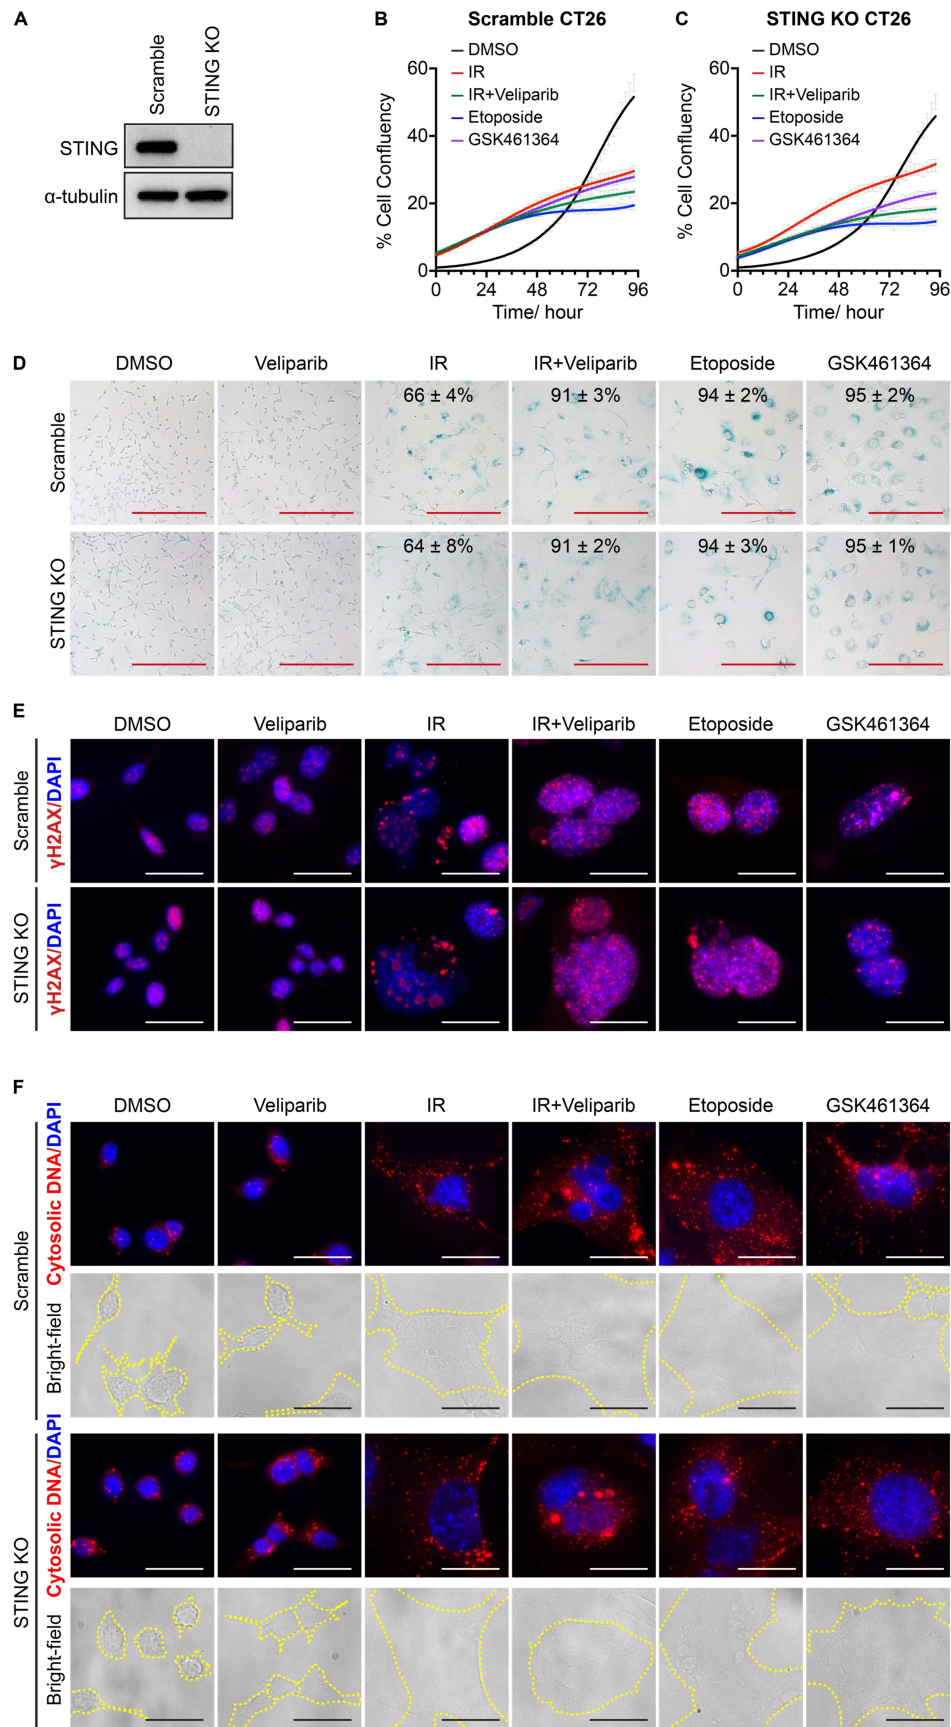 A
Scramble
STING KO
STING
α-tubulin
B
Scramble CT26
DMSO
IR
IR+Veliparib
Etoposide
GSK461364
% Cell Confluency
60
40
20
0
0 24 48 72 96
Time/ hour
C
STING KO CT26
DMSO
IR
IR+Veliparib
Etoposide
GSK461364
% Cell Confluency
60
40
20
0
0 24 48 72 96
Time/ hour
D
DMSO Veliparib IR IR+Veliparib Etoposide GSK461364
Scramble
66 ± 4% 91 ± 3% 94 ± 2% 95 ± 2%
STING KO
64 ± 8% 91 ± 2% 94 ± 3% 95 ± 1%
E
DMSO Veliparib IR IR+Veliparib Etoposide GSK461364
Scramble
γH2AX/DAPI
STING KO
γH2AX/DAPI
F
DMSO Veliparib IR IR+Veliparib Etoposide GSK461364
Scramble
Cytosolic DNA/DAPI
Bright-field
STING KO
Cytosolic DNA/DAPI
Bright-field